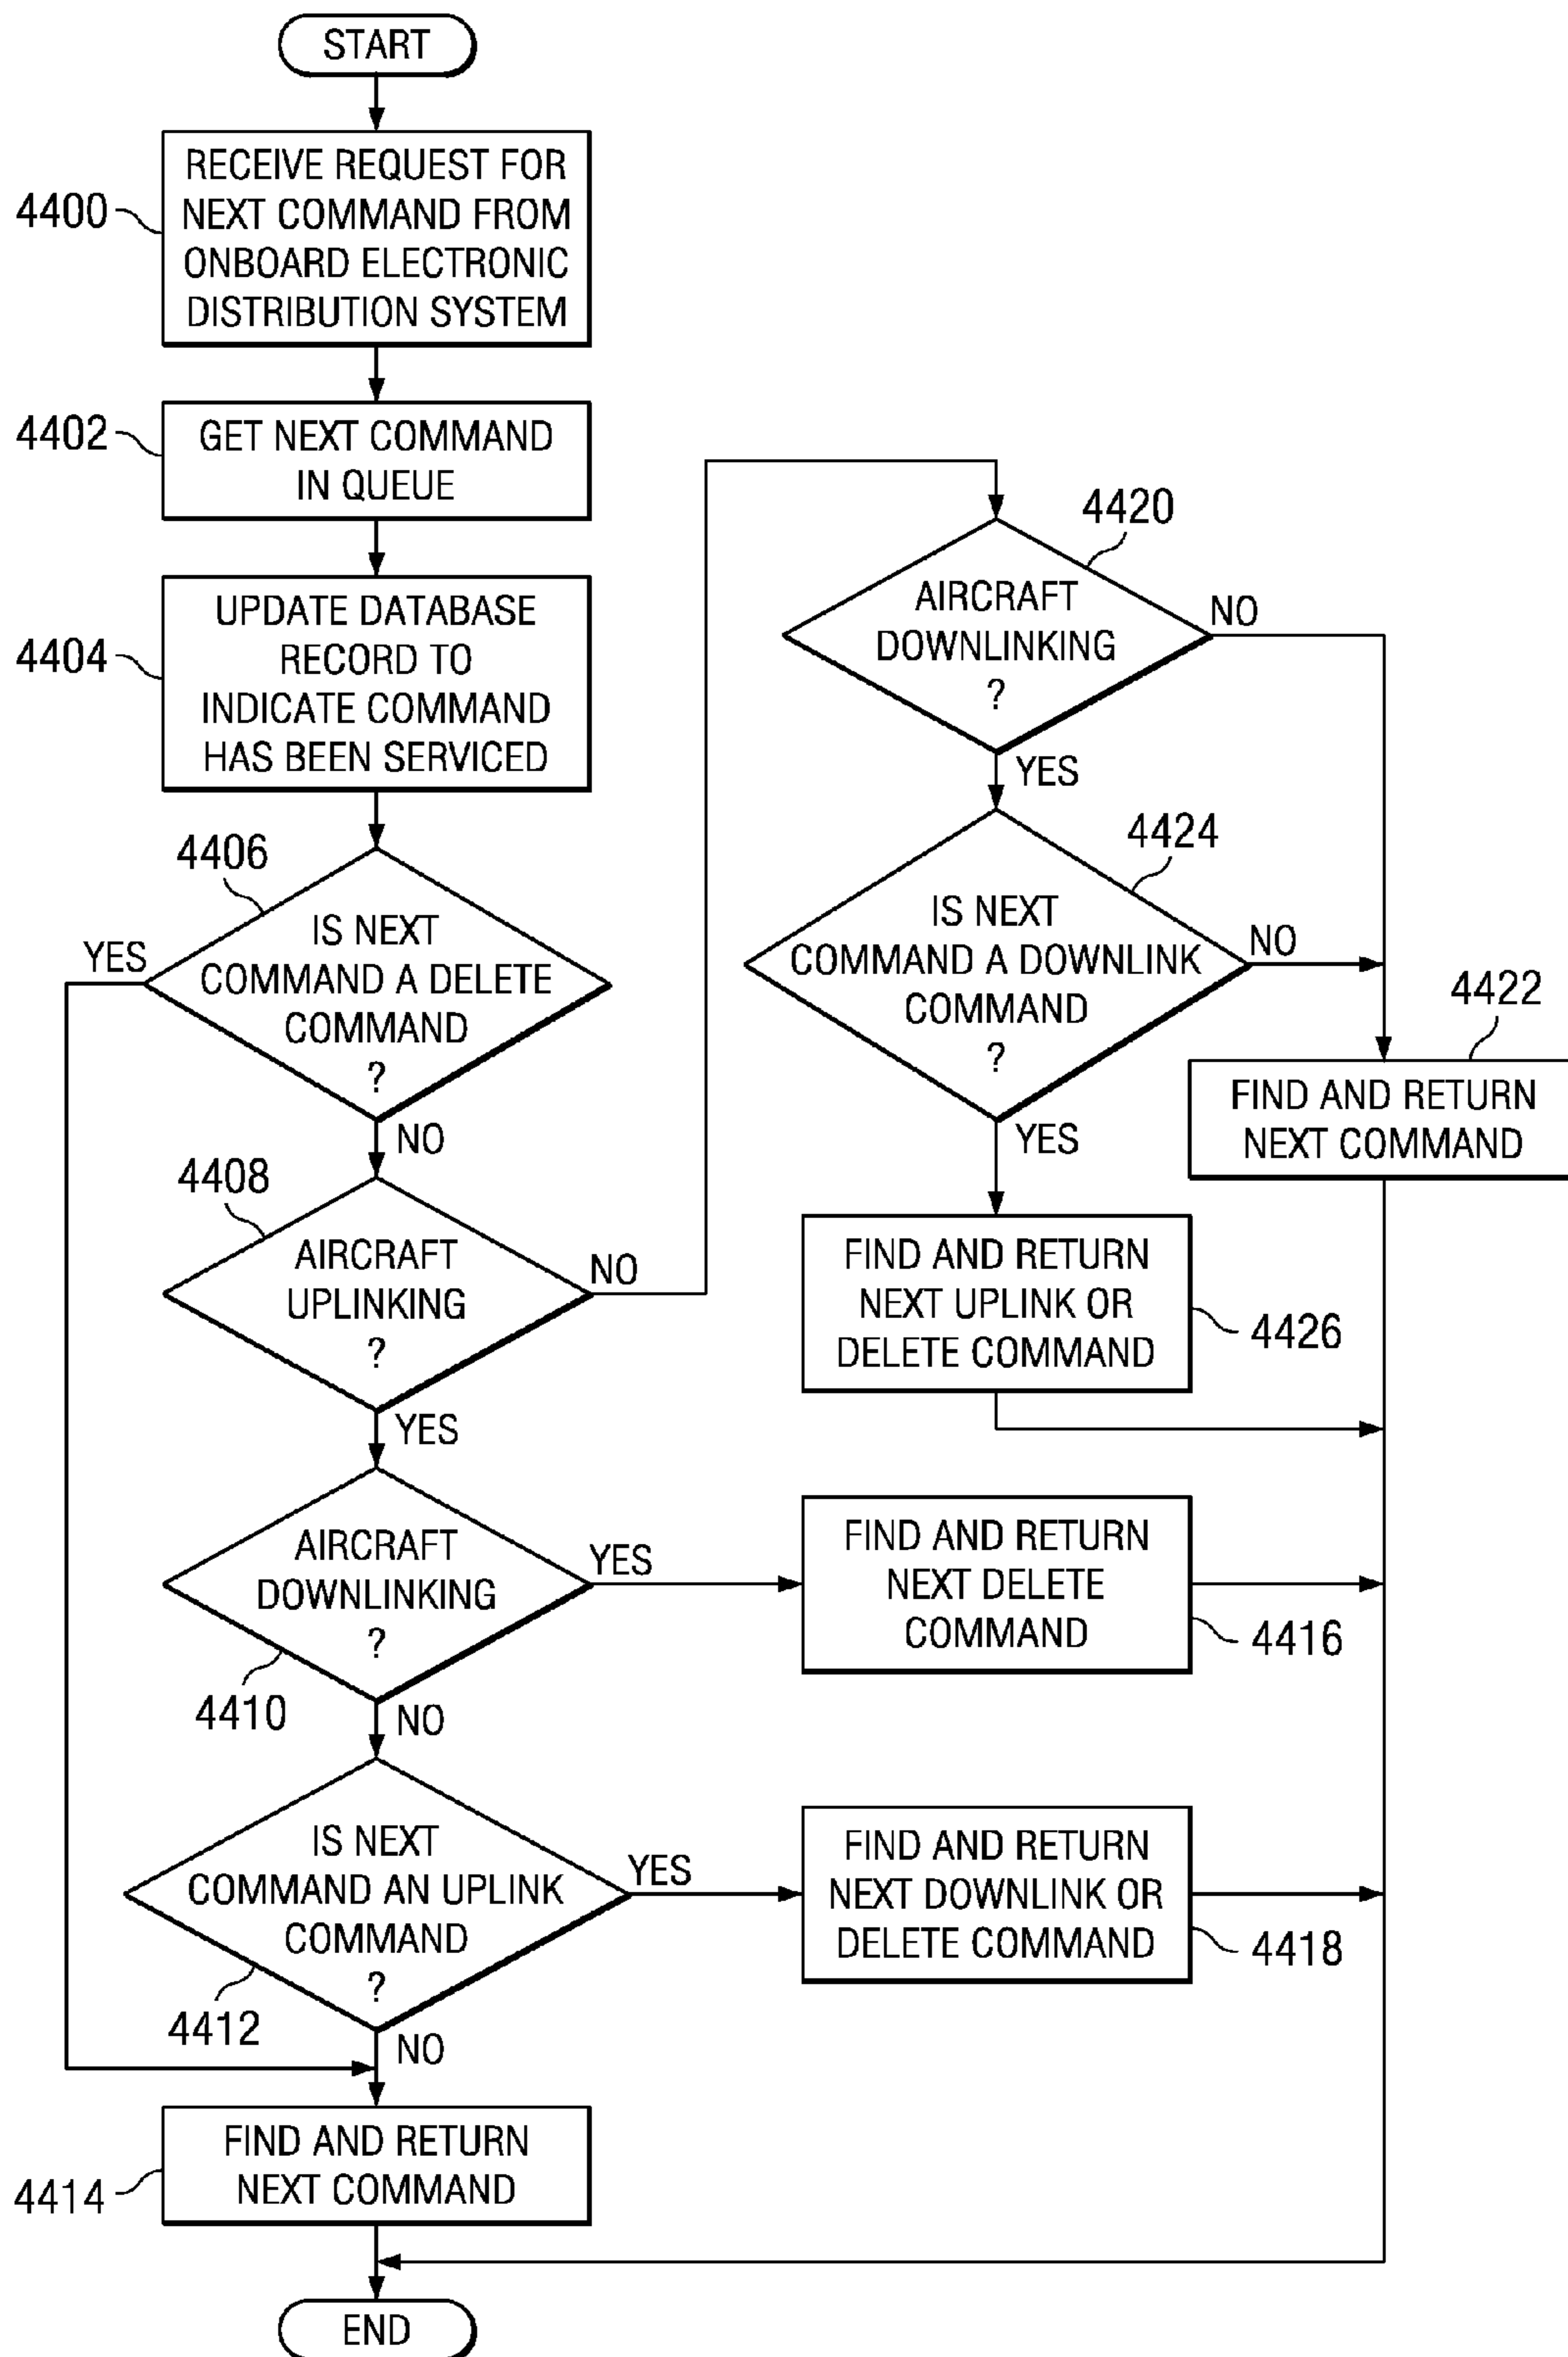 START
4400
RECEIVE REQUEST FOR
NEXT COMMAND FROM
ONBOARD ELECTRONIC
DISTRIBUTION SYSTEM
4402
GET NEXT COMMAND
IN QUEUE
4404
UPDATE DATABASE
RECORD TO
INDICATE COMMAND
HAS BEEN SERVICED
4406
IS NEXT
COMMAND A DELETE
COMMAND
?
YES
NO
4408
AIRCRAFT
UPLINKING
?
NO
YES
AIRCRAFT
DOWNLINKING
?
4410
YES
NO
IS NEXT
COMMAND AN UPLINK
COMMAND
?
4412
YES
NO
4414
FIND AND RETURN
NEXT COMMAND
END
4420
AIRCRAFT
DOWNLINKING
?
NO
YES
4424
IS NEXT
COMMAND A DOWNLINK
COMMAND
?
NO
YES
4422
FIND AND RETURN
NEXT COMMAND
FIND AND RETURN
NEXT UPLINK OR
DELETE COMMAND
4426
FIND AND RETURN
NEXT DELETE
COMMAND
4416
FIND AND RETURN
NEXT DOWNLINK OR
DELETE COMMAND
4418